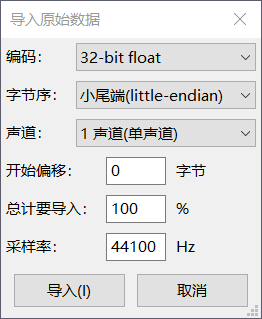 导入原始数据
编码： 32-bit float
字节序： 小尾端(little-endian)
声道： 1 声道(单声道)
开始偏移： 0 字节
总计要导入： 100 %
采样率： 44100 Hz
导入(I) 取消